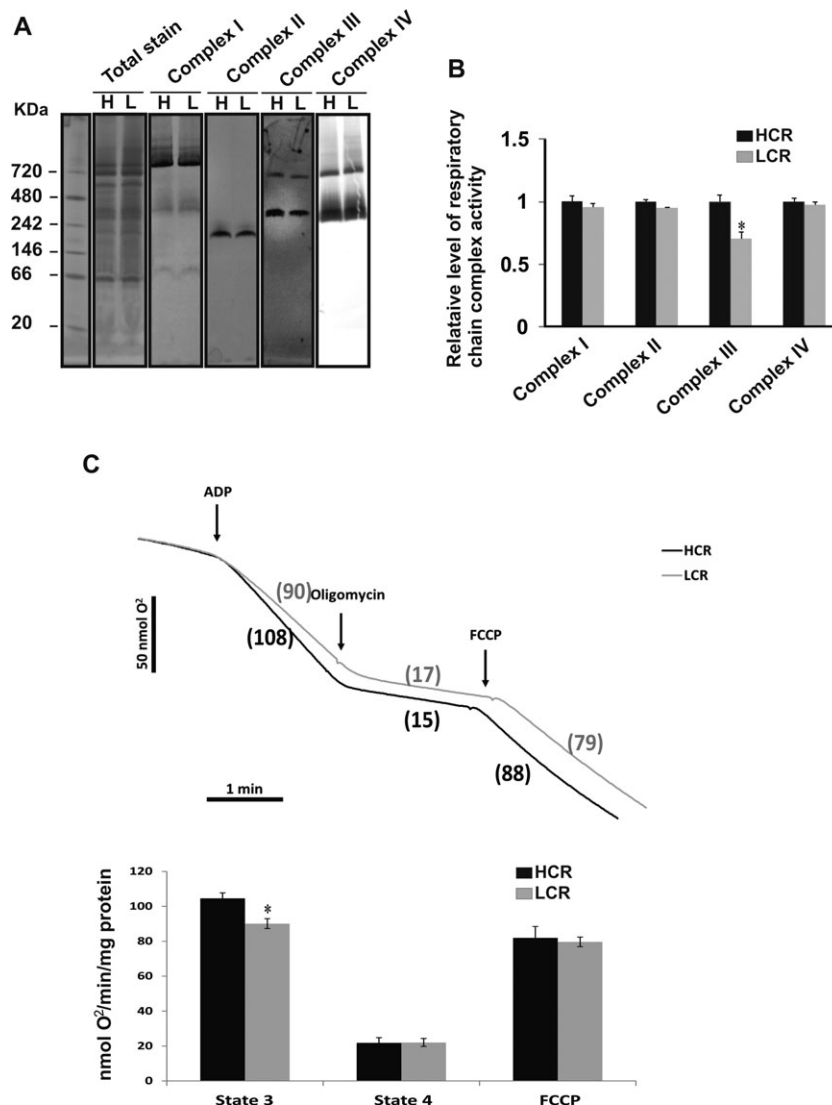 A
Total stain
Complex I
Complex II
Complex III
Complex IV
KDa
H L H L H L H L H L
720
480
242
146
66
20
B
Relataive level of respiratory
chain complex activity
1.5
1
0.5
0
HCR
LCR
*
Complex I
Complex II
Complex III
Complex IV
C
ADP
HCR
LCR
(90)
Oligomycin
50 nmol O²
(108)
FCCP
(17)
(15)
(79)
(88)
1 min
nmol O²/min/mg protein
120
100
80
60
40
20
0
HCR
LCR
*
State 3
State 4
FCCP